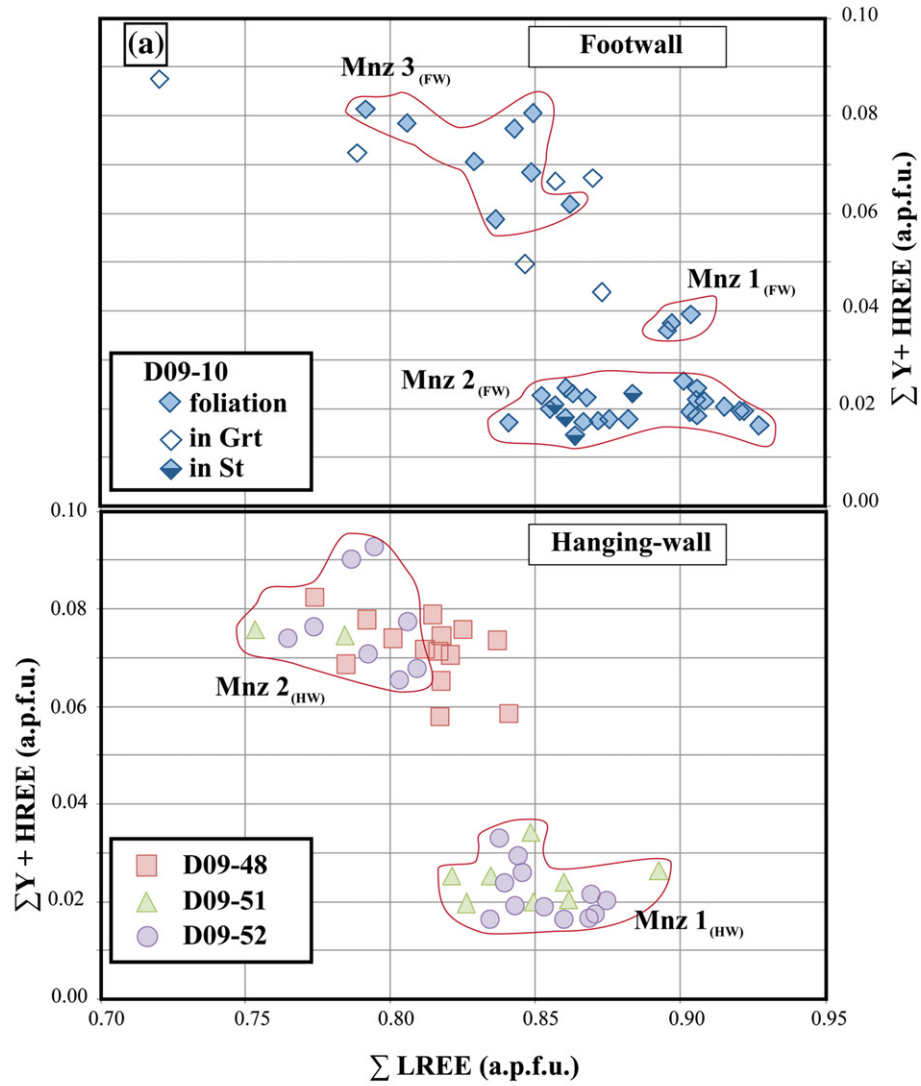 (a)
Footwall
0.10
Mnz 3 (FW)
0.08
0.06
Mnz 1 (FW)
0.04
Mnz 2 (FW)
0.02
0.00
∑ Y+ HREE (a.p.f.u.)
D09-10
foliation
in Grt
in St
0.10
Hanging-wall
0.08
Mnz 2 (HW)
0.06
0.04
0.02
Mnz 1 (HW)
0.00
∑Y + HREE (a.p.f.u.)
D09-48
D09-51
D09-52
0.70 0.80 0.85 0.90 0.95
∑ LREE (a.p.f.u.)